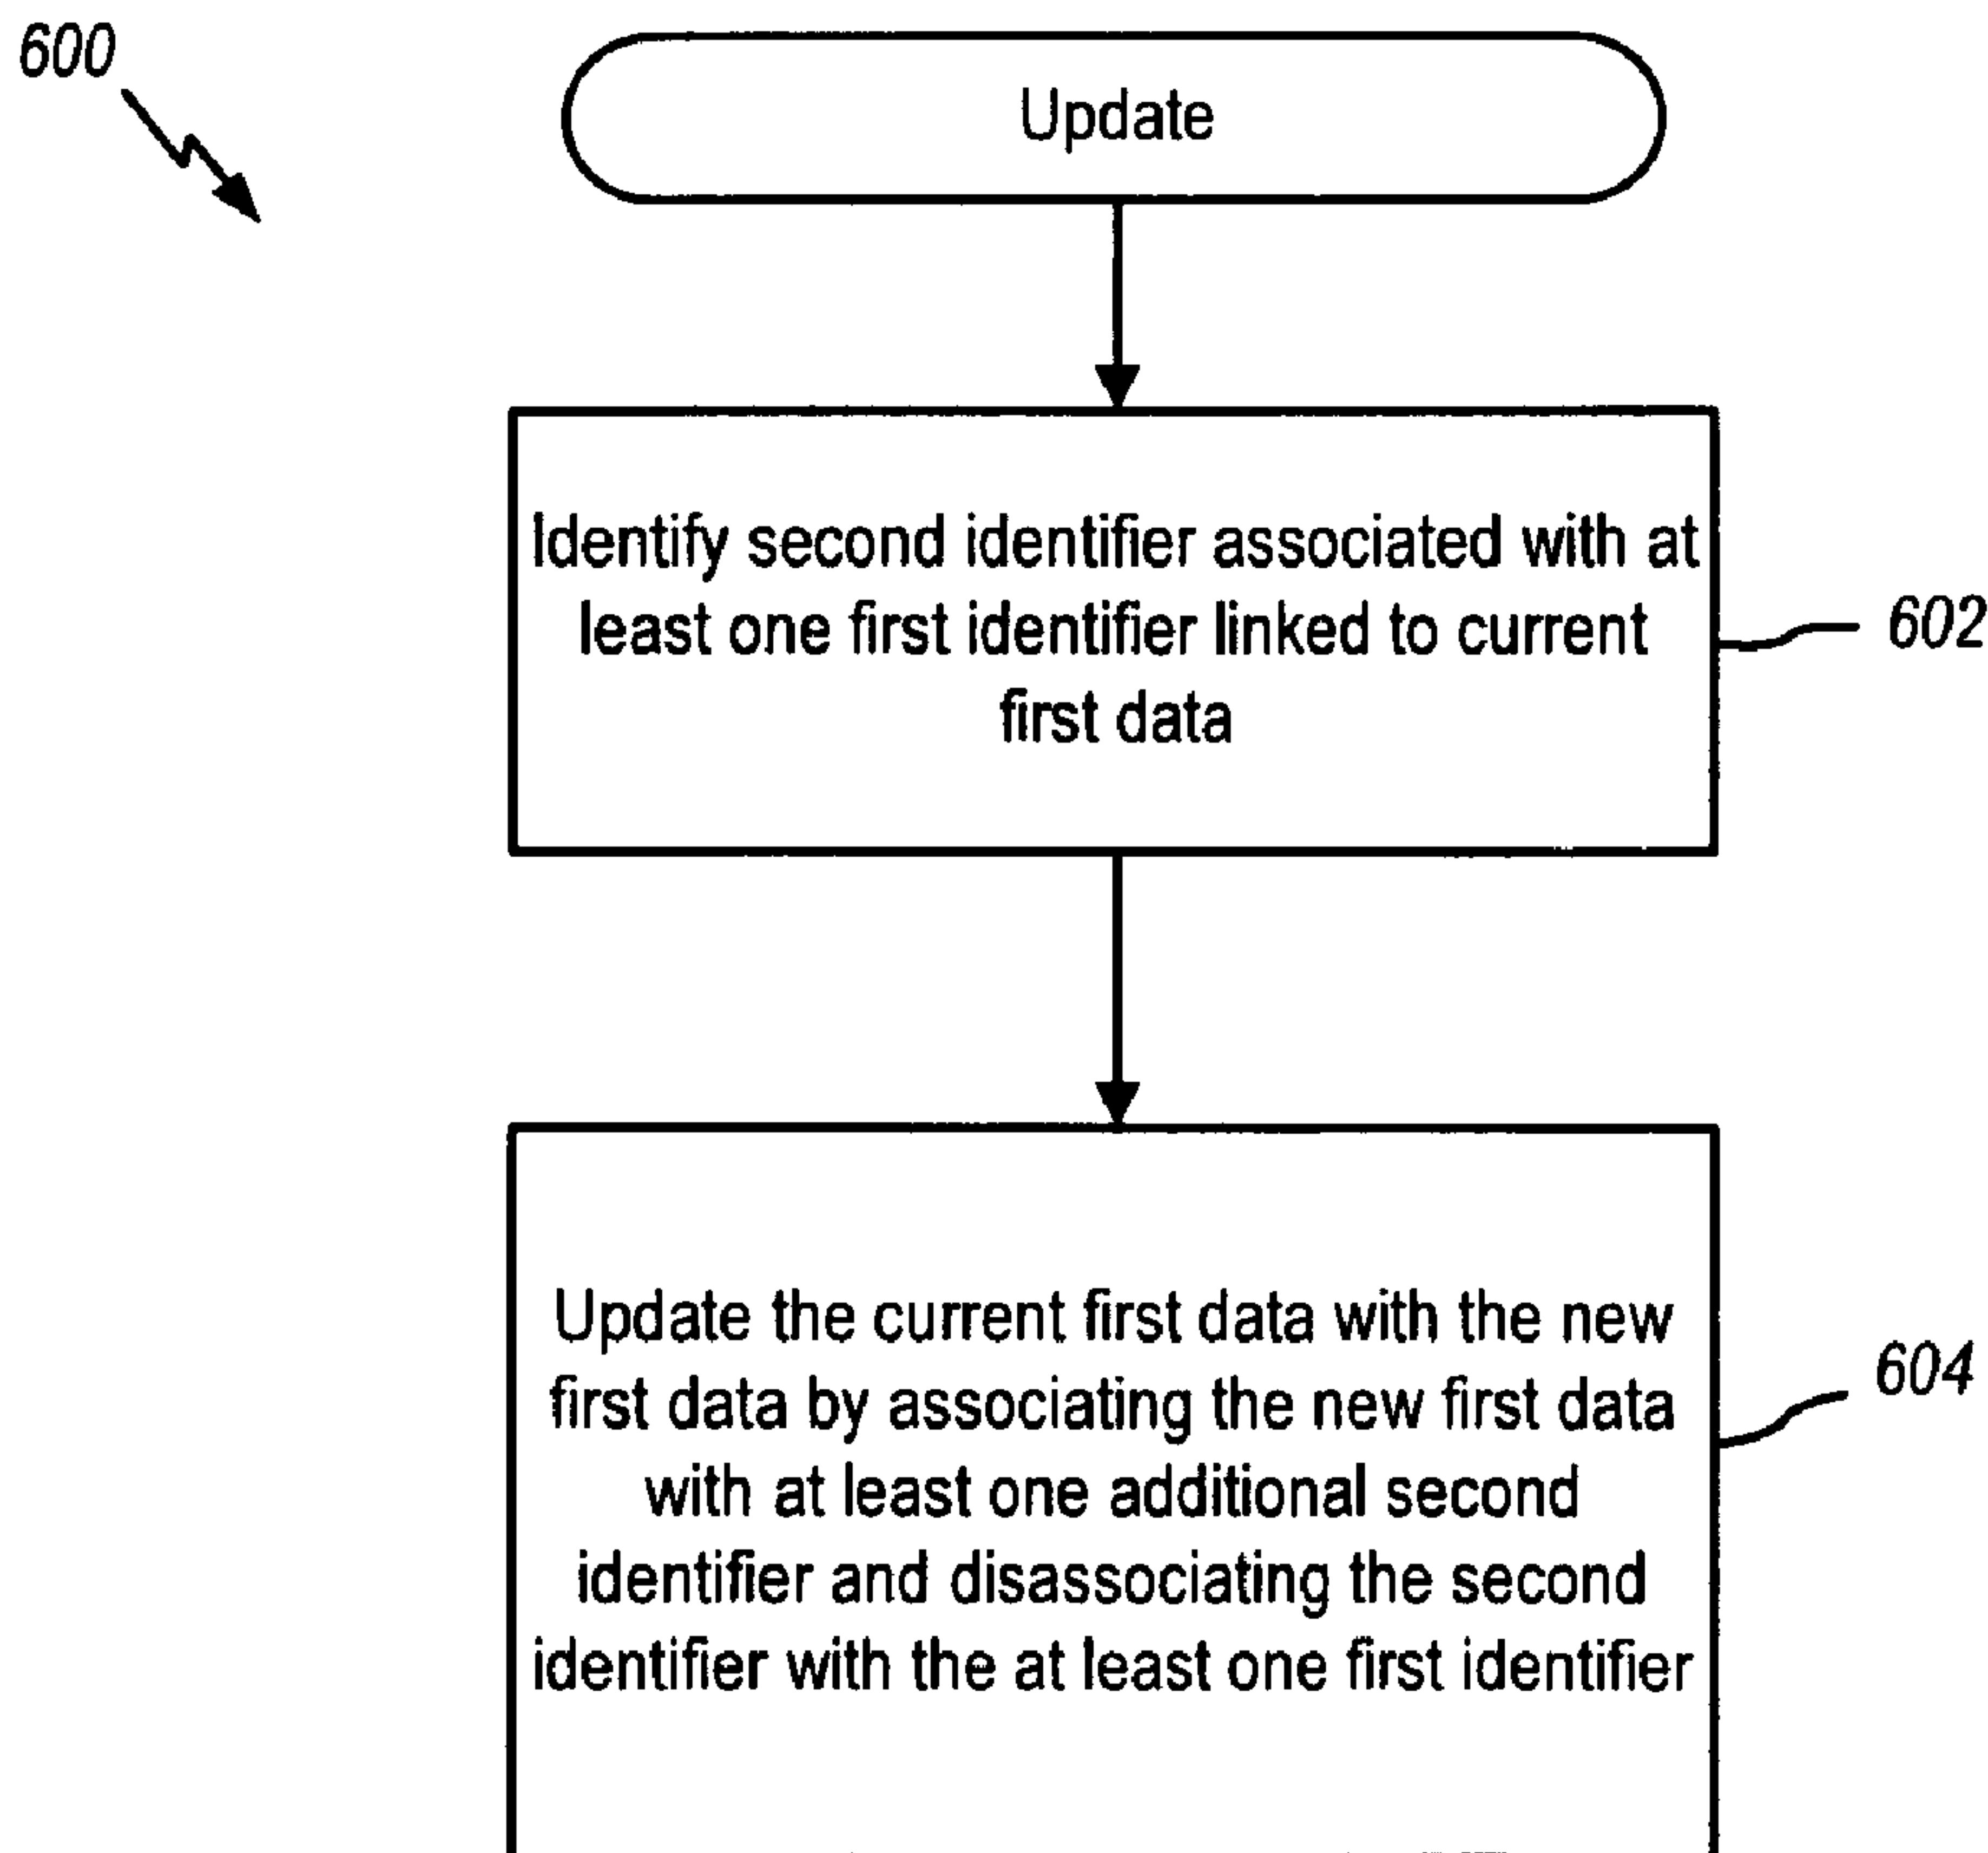 600
Update
Identify second identifier associated with at
least one first identifier linked to current
first data
602
Update the current first data with the new
first data by associating the new first data
with at least one additional second
identifier and disassociating the second
identifier with the at least one first identifier
604